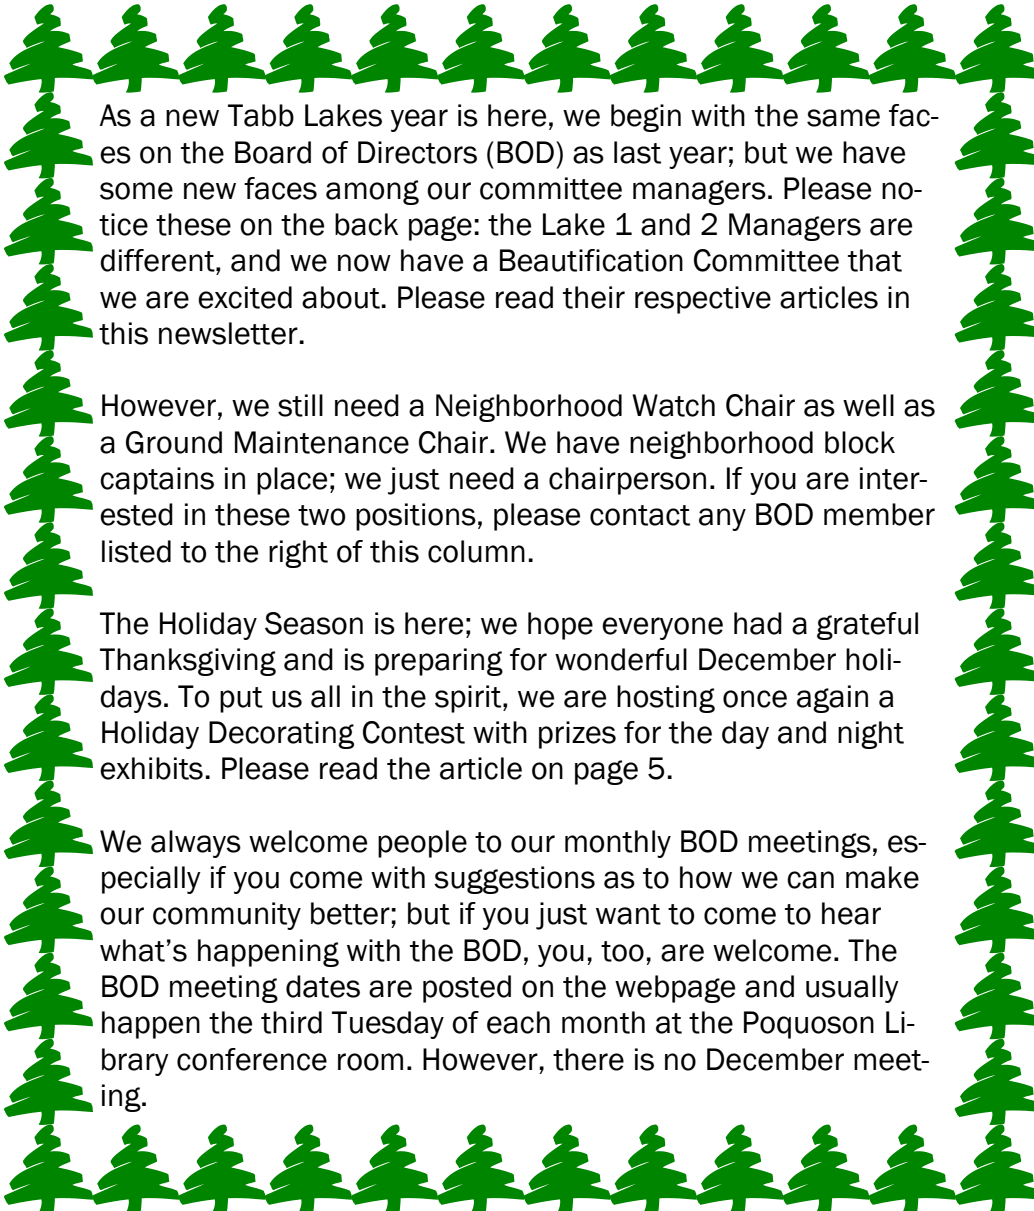 As a new Tabb Lakes year is here, we begin with the same fac-
es on the Board of Directors (BOD) as last year; but we have
some new faces among our committee managers. Please no-
tice these on the back page: the Lake 1 and 2 Managers are
different, and we now have a Beautification Committee that
we are excited about. Please read their respective articles in
this newsletter.
However, we still need a Neighborhood Watch Chair as well as
a Ground Maintenance Chair. We have neighborhood block
captains in place; we just need a chairperson. If you are inter-
ested in these two positions, please contact any BOD member
listed to the right of this column.
The Holiday Season is here; we hope everyone had a grateful
Thanksgiving and is preparing for wonderful December holi-
days. To put us all in the spirit, we are hosting once again a
Holiday Decorating Contest with prizes for the day and night
exhibits. Please read the article on page 5.
We always welcome people to our monthly BOD meetings, es-
pecially if you come with suggestions as to how we can make
our community better; but if you just want to come to hear
what’s happening with the BOD, you, too, are welcome. The
BOD meeting dates are posted on the webpage and usually
happen the third Tuesday of each month at the Poquoson Li-
brary conference room. However, there is no December meet-
ing.